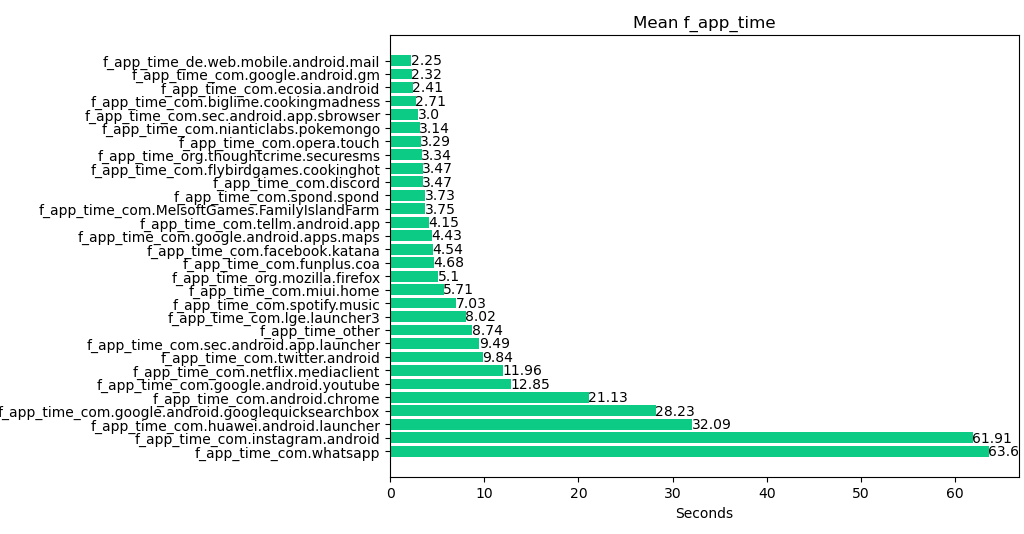 Mean f_app_time
f_app_time_de.web.mobile.android.mail 2.25
f_app_time_com.google.android.gm 2.32
f_app_time_com.ecosia.android 2.41
f_app_time_com.biglime.cookingmadness 2.71
f_app_time_com.sec.android.app.sbrowser 3.0
f_app_time_com.nianticlabs.pokemongo 3.14
f_app_time_com.opera.touch 3.29
f_app_time_org.thoughtcrime.securesms 3.34
f_app_time_com.flybirdgames.cookinghot 3.47
f_app_time_com.discord 3.47
f_app_time_com.spond.spond 3.73
f_app_time_com.MelsoftGames.FamilyIslandFarm 3.75
f_app_time_com.tellm.android.app 4.15
f_app_time_com.google.android.apps.maps 4.43
f_app_time_com.facebook.katana 4.54
f_app_time_com.funplus.coa 4.68
f_app_time_org.mozilla.firefox 5.1
f_app_time_com.miui.home 5.71
f_app_time_com.spotify.music 7.03
f_app_time_com.lge.launcher3 8.02
f_app_time_other 8.74
f_app_time_com.sec.android.app.launcher 9.49
f_app_time_com.twitter.android 9.84
f_app_time_com.netflix.mediaclient 11.96
f_app_time_com.google.android.youtube 12.85
f_app_time_com.android.chrome 21.13
f_app_time_com.google.android.googlequicksearchbox 28.23
f_app_time_com.huawei.android.launcher 32.09
f_app_time_com.instagram.android 61.91
f_app_time_com.whatsapp 63.6
0 10 20 30 40 50 60
Seconds